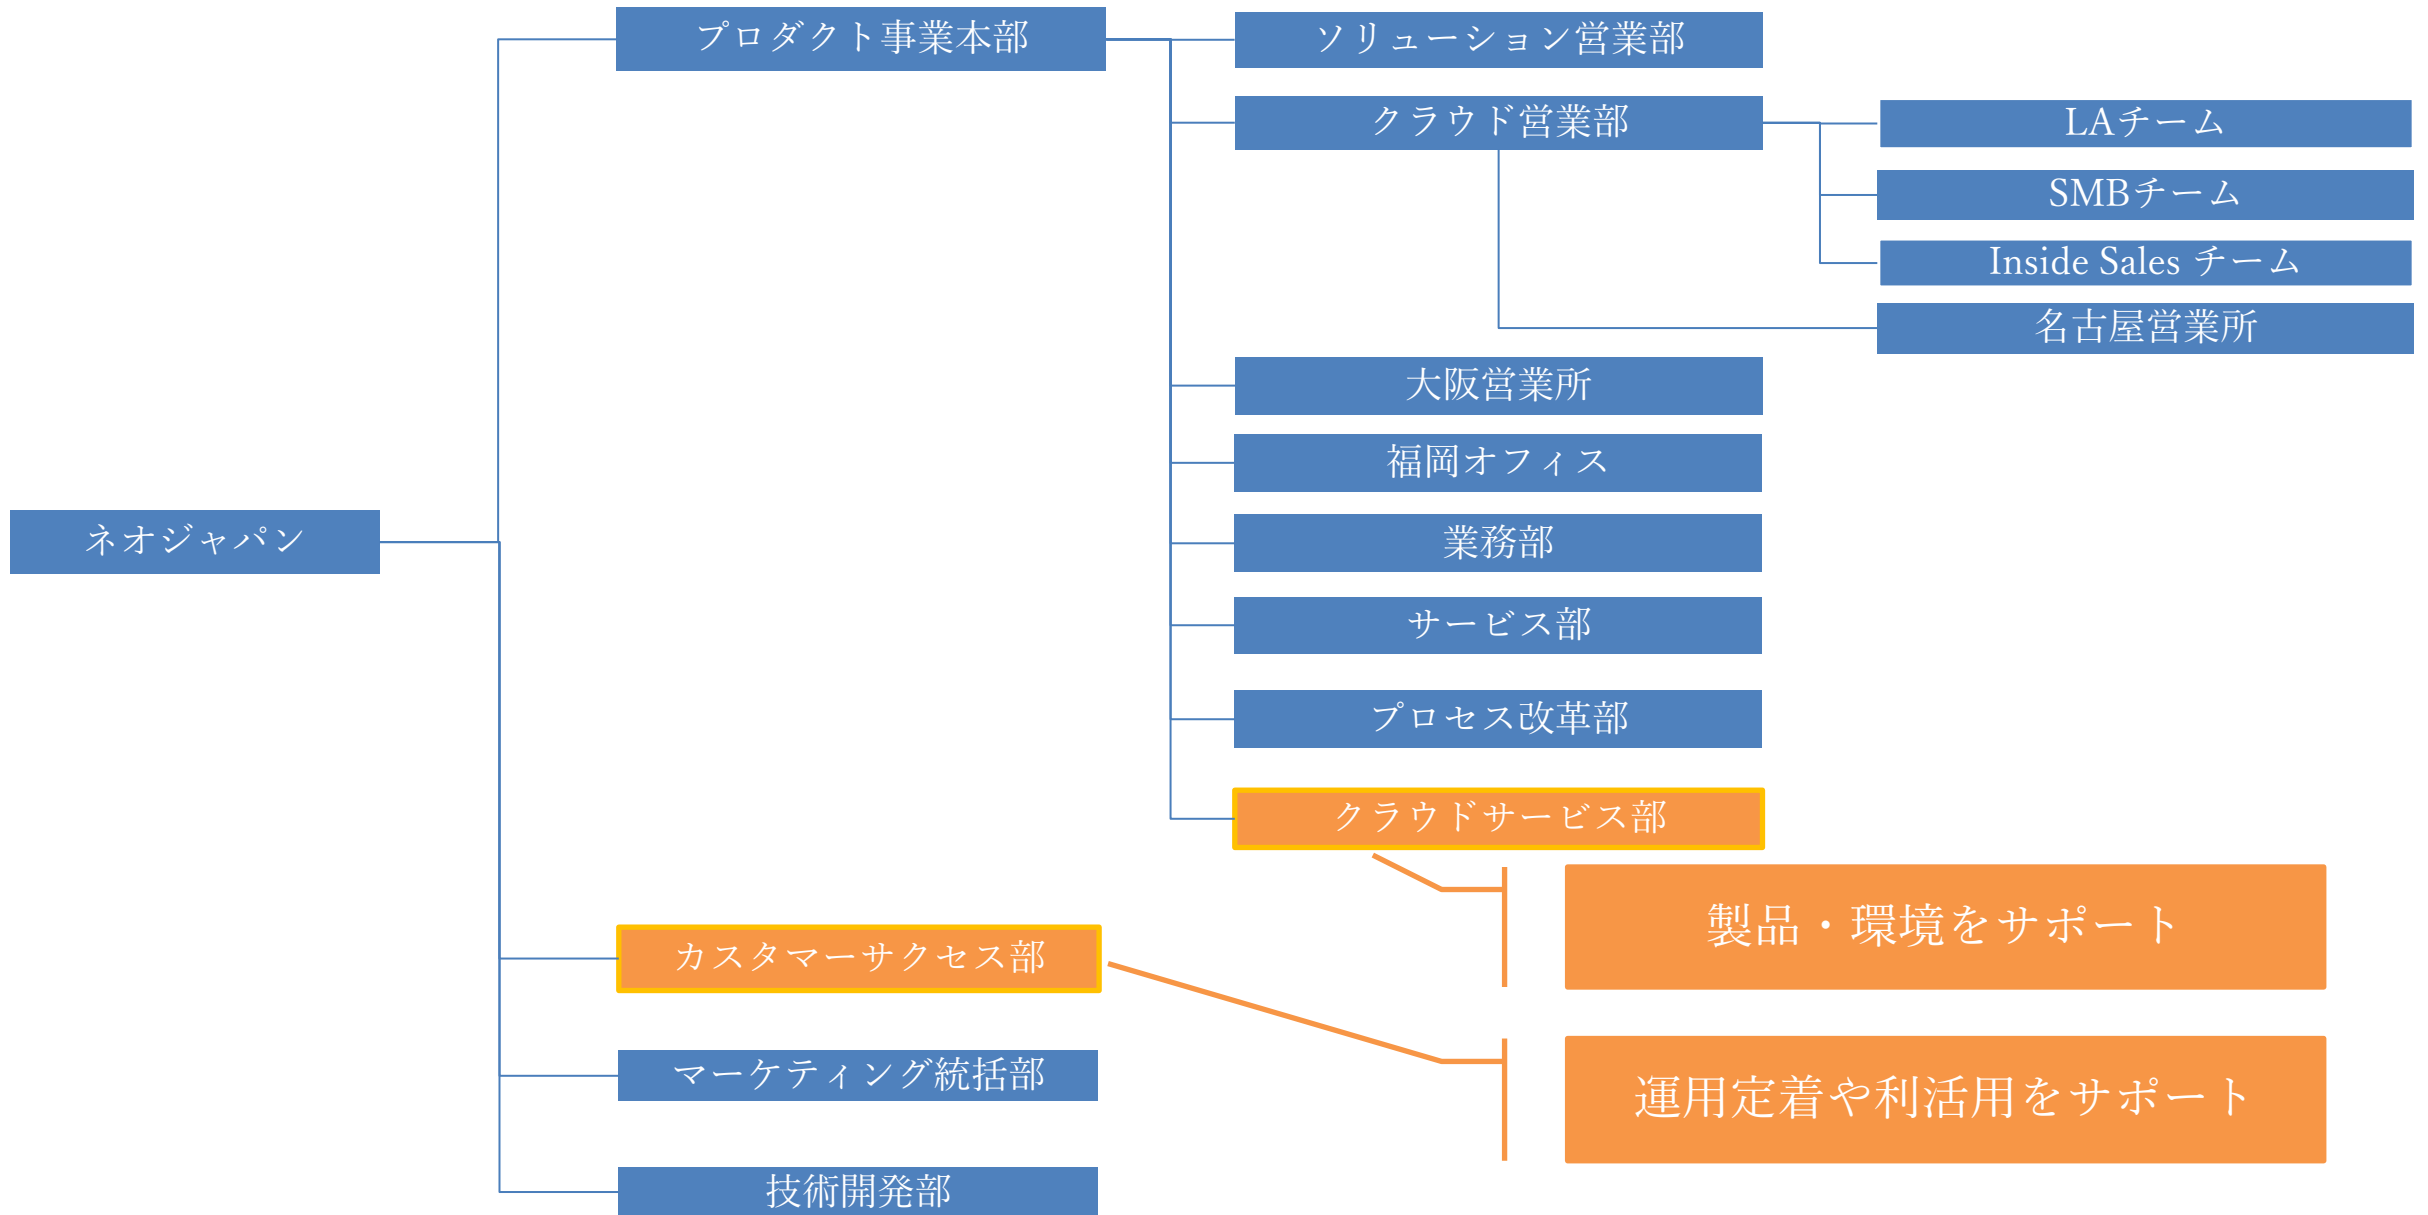 プロダクト事業本部
ソリューション営業部
クラウド営業部
LAチーム
SMBチーム
Inside Sales チーム
名古屋営業所
大阪営業所
福岡オフィス
ネオジャパン
業務部
サービス部
プロセス改革部
クラウドサービス部
製品・環境をサポート
カスタマーサクセス部
マーケティング統括部
運用定着や利活用をサポート
技術開発部